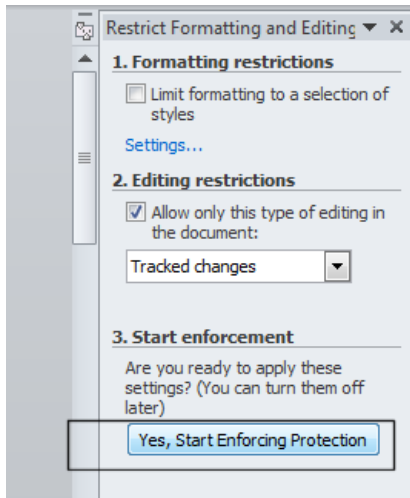 Restrict Formatting and Editing
1. Formatting restrictions
Limit formatting to a selection of
styles
Settings...
2. Editing restrictions
Allow only this type of editing in
the document:
Tracked changes
3. Start enforcement
Are you ready to apply these
settings? (You can turn them off
later)
Yes, Start Enforcing Protection